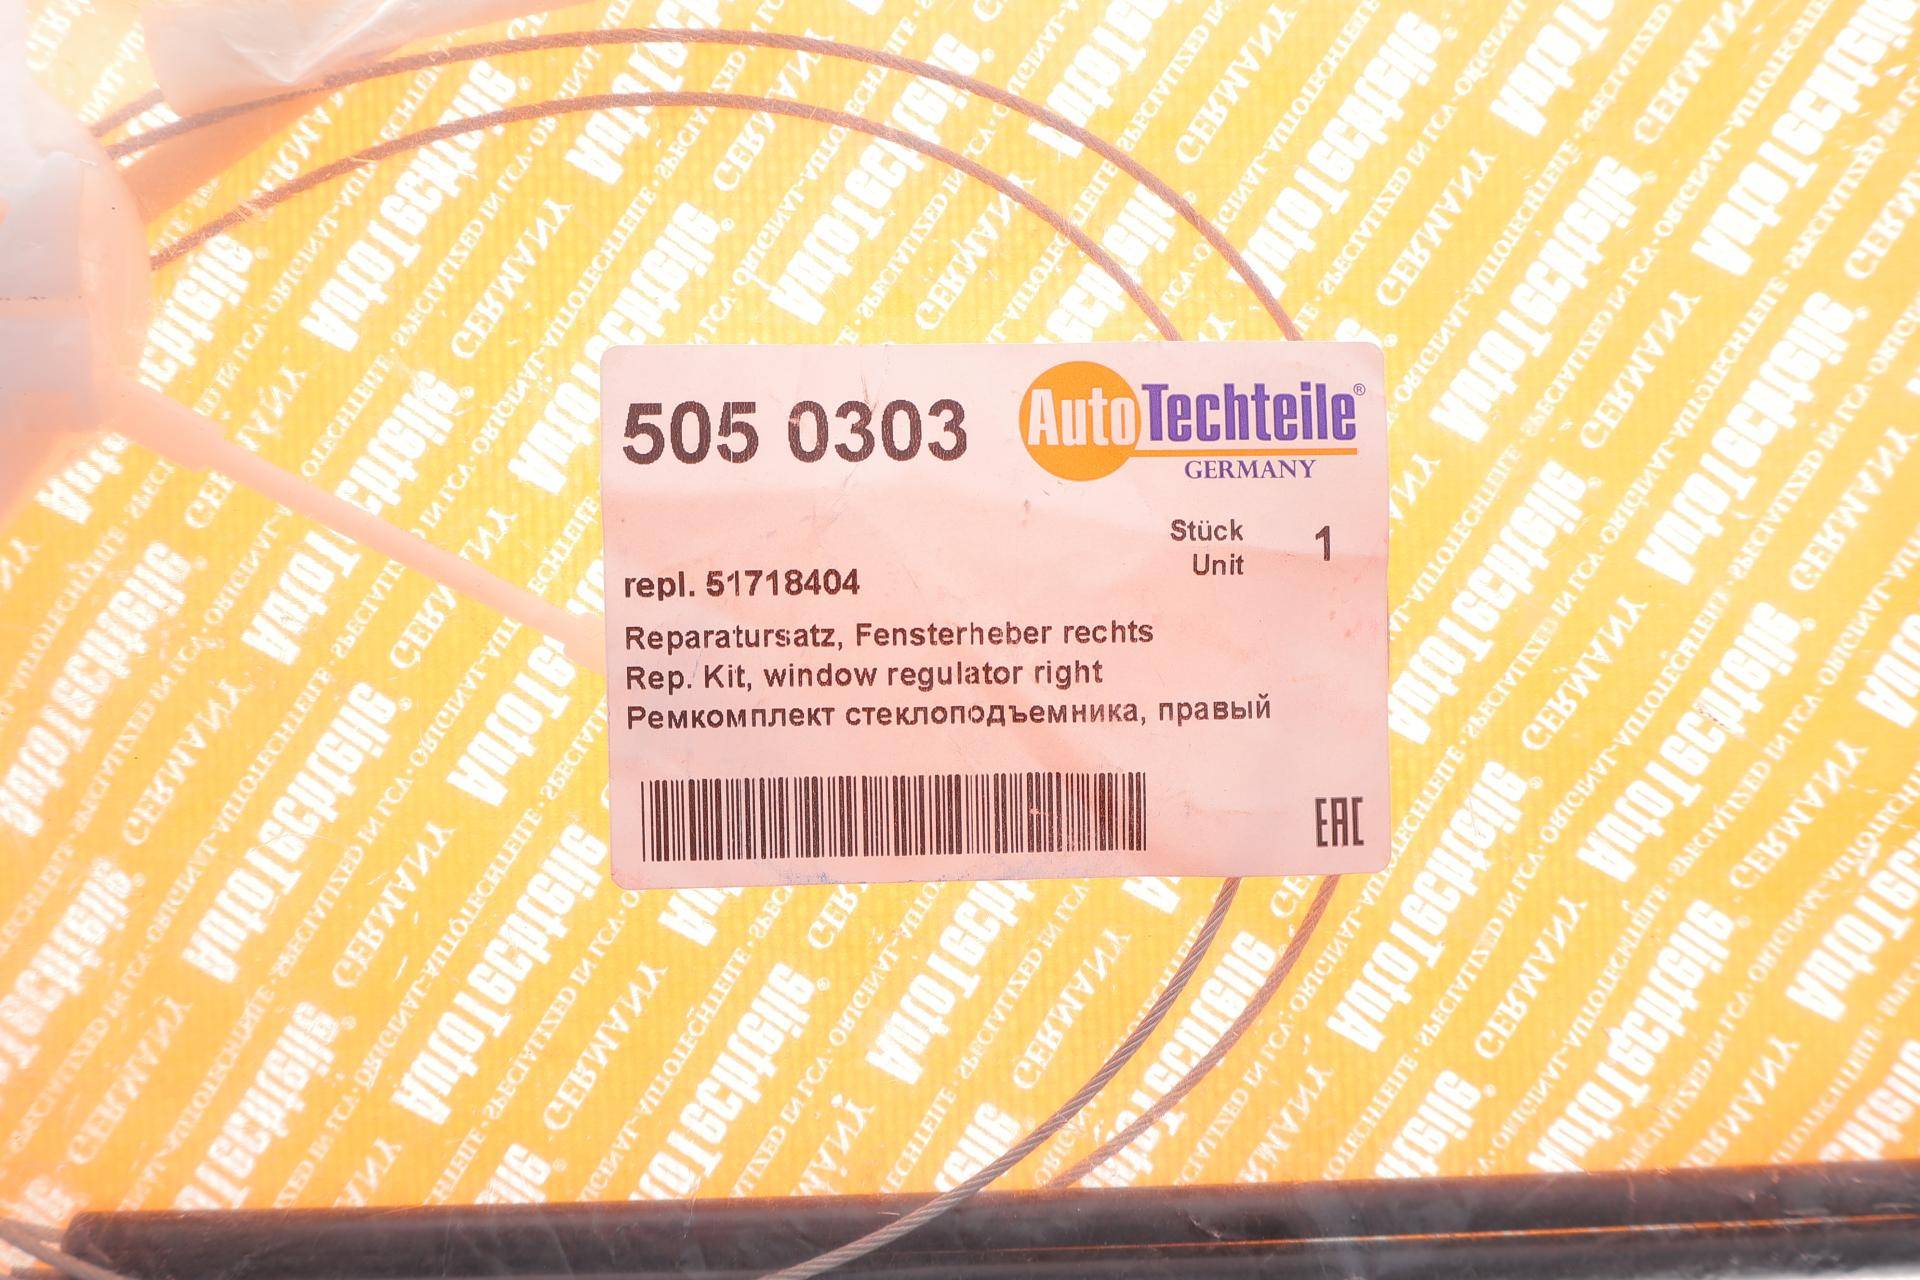 505 0303
AutoTechteile®
GERMANY
Stück 1
Unit
repl. 51718404
Reparatursatz, Fensterheber rechts
Rep. Kit, window regulator right
Ремкомплект стеклоподъемника, правый
EAC